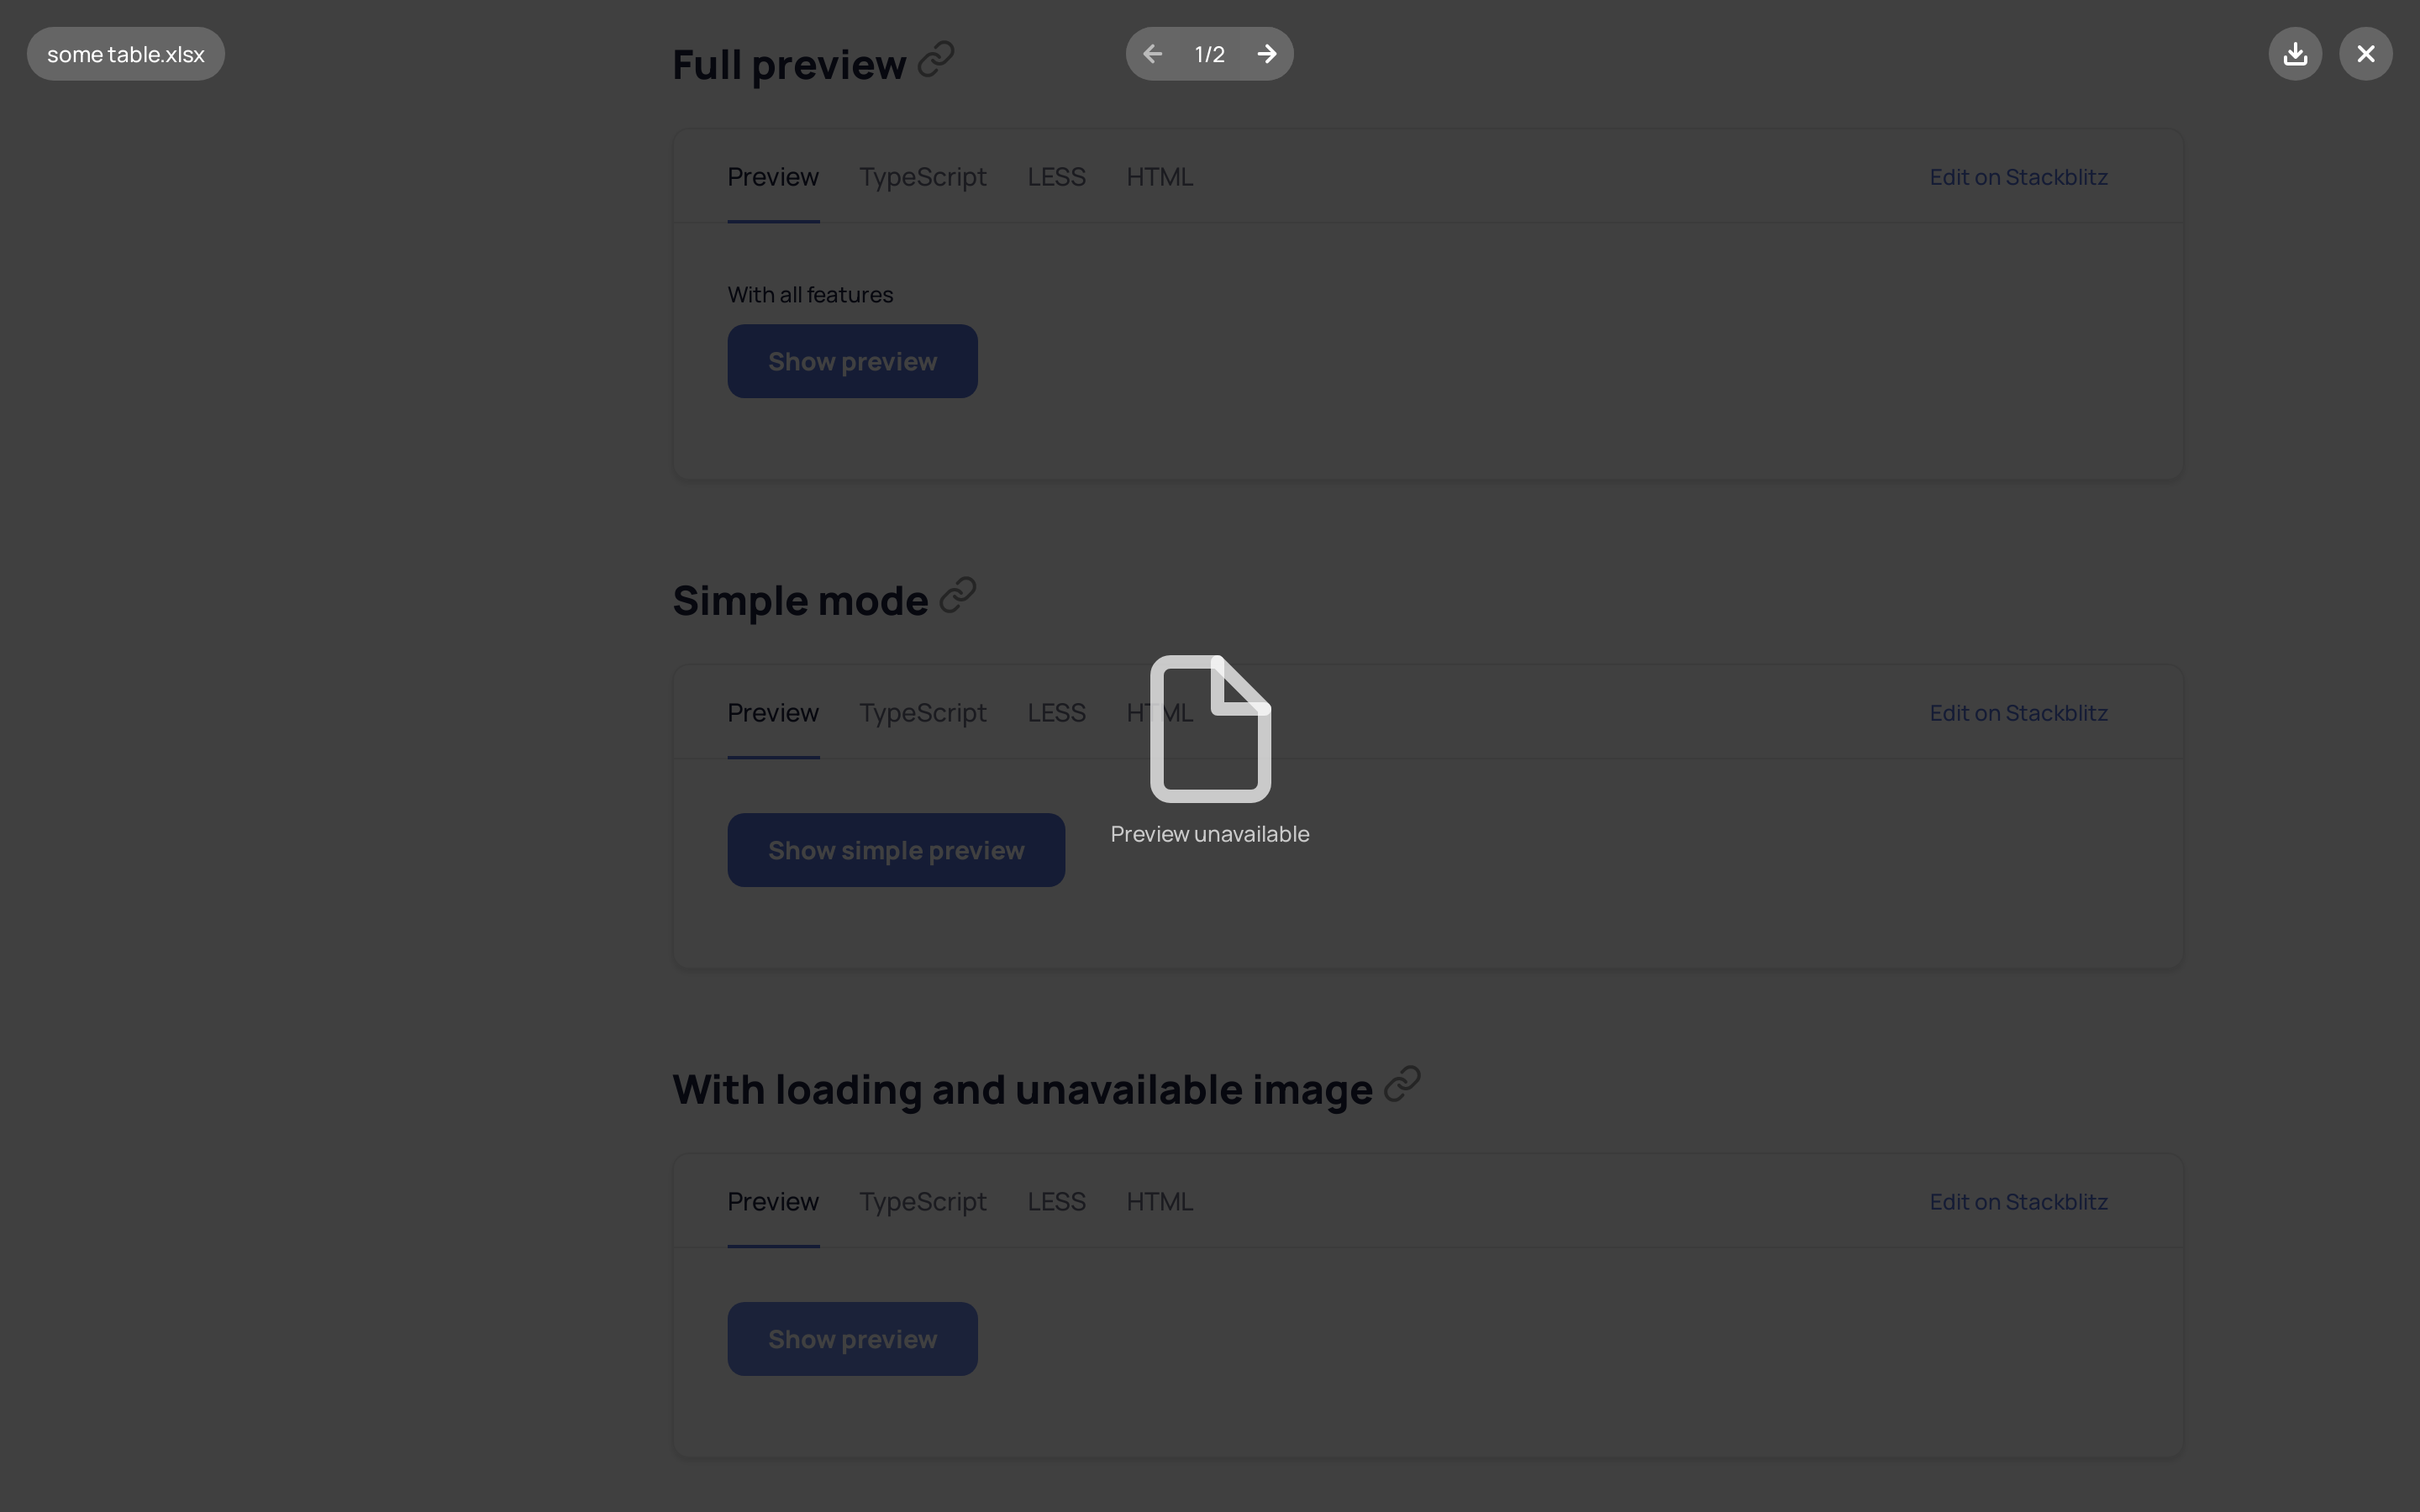 some table.xlsx
1/2
Full preview
Preview TypeScript LESS HTML Edit on Stackblitz
With all features
Show preview
Simple mode
Preview TypeScript LESS HTML Edit on Stackblitz
Preview unavailable
Show simple preview
With loading and unavailable image
Preview TypeScript LESS HTML Edit on Stackblitz
Show preview